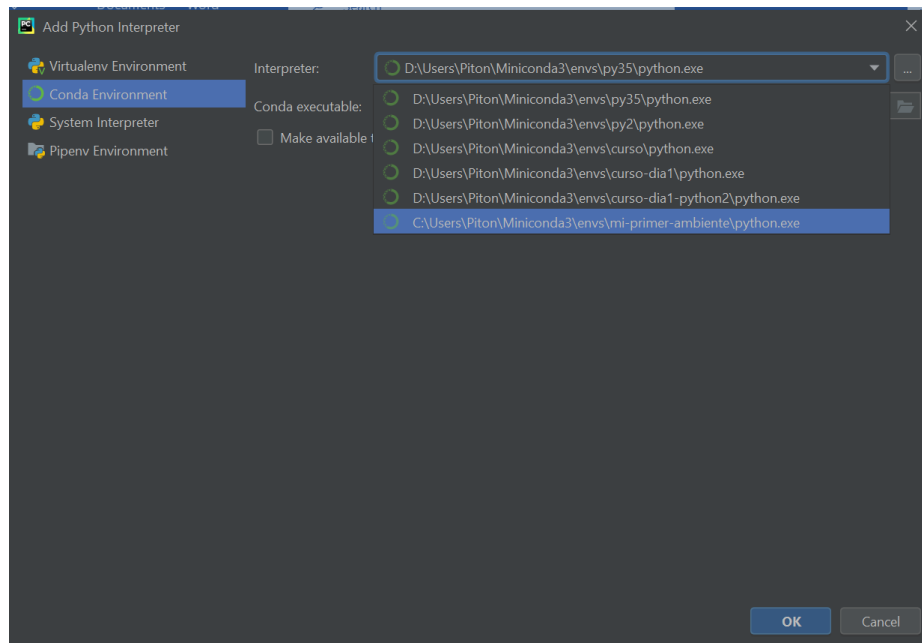 Documents Word
Add Python Interpreter
Virtualenv Environment
Conda Environment
System Interpreter
Pipenv Environment
Interpreter: D:\Users\Piton\Miniconda3\envs\py35\python.exe
...
Conda executable:
Make available
D:\Users\Piton\Miniconda3\envs\py35\python.exe
D:\Users\Piton\Miniconda3\envs\py2\python.exe
D:\Users\Piton\Miniconda3\envs\curso\python.exe
D:\Users\Piton\Miniconda3\envs\curso-dia1\python.exe
D:\Users\Piton\Miniconda3\envs\curso-dia1-python2\python.exe
C:\Users\Piton\Miniconda3\envs\mi-primer-ambiente\python.exe
OK Cancel